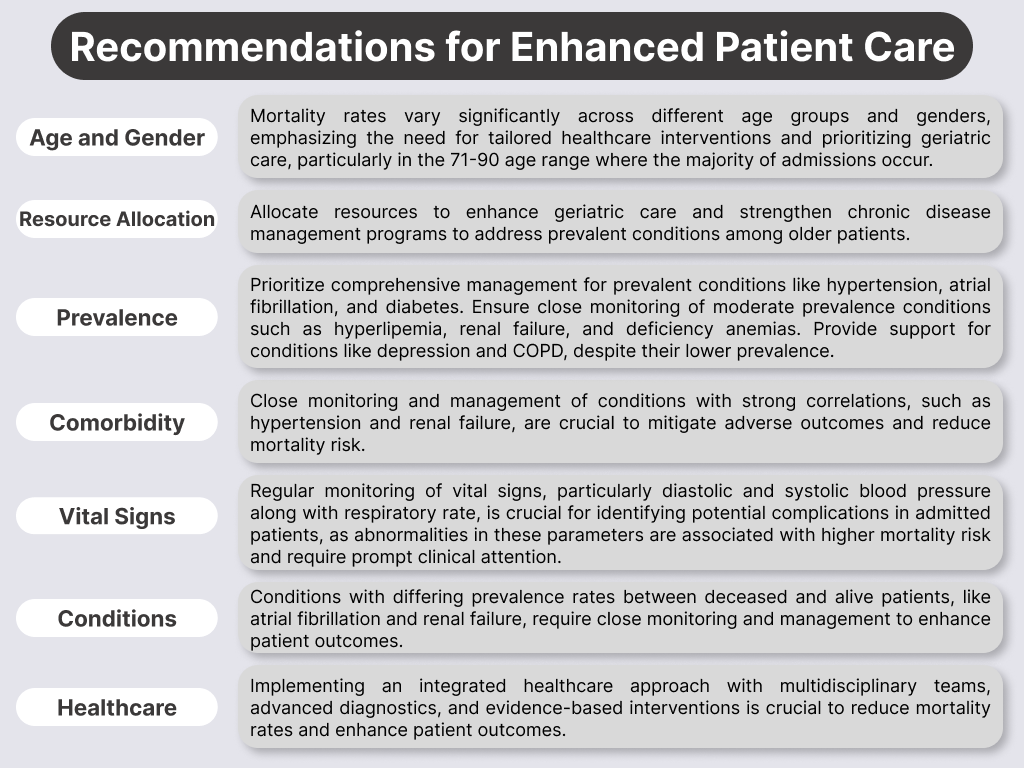 Recommendations for Enhanced Patient Care
Age and Gender
Mortality rates vary significantly across different age groups and genders,
emphasizing the need for tailored healthcare interventions and prioritizing geriatric
care, particularly in the 71-90 age range where the majority of admissions occur.
Resource Allocation
Allocate resources to enhance geriatric care and strengthen chronic disease
management programs to address prevalent conditions among older patients.
Prevalence
Prioritize comprehensive management for prevalent conditions like hypertension, atrial
fibrillation, and diabetes. Ensure close monitoring of moderate prevalence conditions
such as hyperlipemia, renal failure, and deficiency anemias. Provide support for
conditions like depression and COPD, despite their lower prevalence.
Comorbidity
Close monitoring and management of conditions with strong correlations, such as
hypertension and renal failure, are crucial to mitigate adverse outcomes and reduce
mortality risk.
Vital Signs
Regular monitoring of vital signs, particularly diastolic and systolic blood pressure
along with respiratory rate, is crucial for identifying potential complications in admitted
patients, as abnormalities in these parameters are associated with higher mortality risk
and require prompt clinical attention.
Conditions
Conditions with differing prevalence rates between deceased and alive patients, like
atrial fibrillation and renal failure, require close monitoring and management to enhance
patient outcomes.
Healthcare
Implementing an integrated healthcare approach with multidisciplinary teams,
advanced diagnostics, and evidence-based interventions is crucial to reduce mortality
rates and enhance patient outcomes.